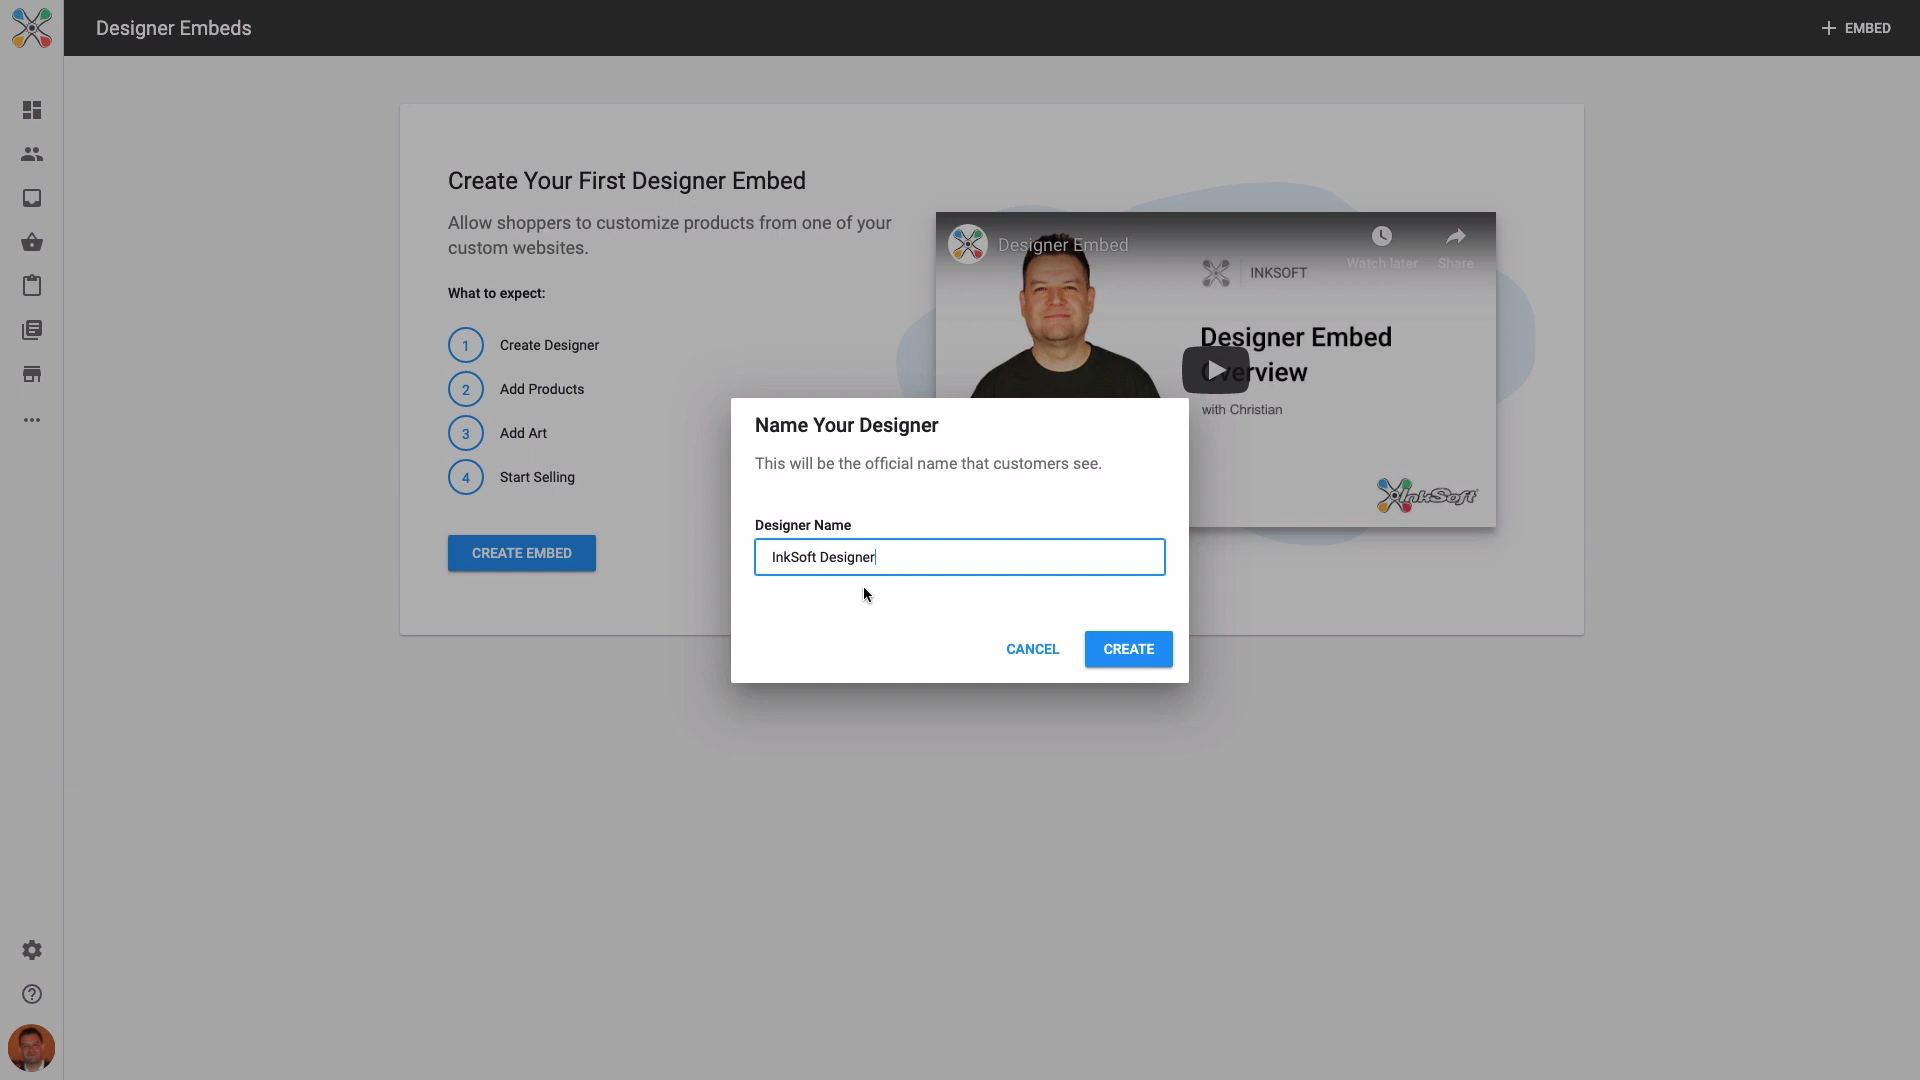 Designer Embeds
EMBED
Create Your First Designer Embed
Allow shoppers to customize products from one of your
custom websites.
What to expect:
1 Create Designer
2 Add Products
3 Add Art
4 Start Selling
CREATE EMBED
Designer Embed
Watch later
Share
INKSOFT
Designer Embed
Overview
with Christian
InkSoft
Name Your Designer
This will be the official name that customers see.
Designer Name
InkSoft Designer
CANCEL
CREATE